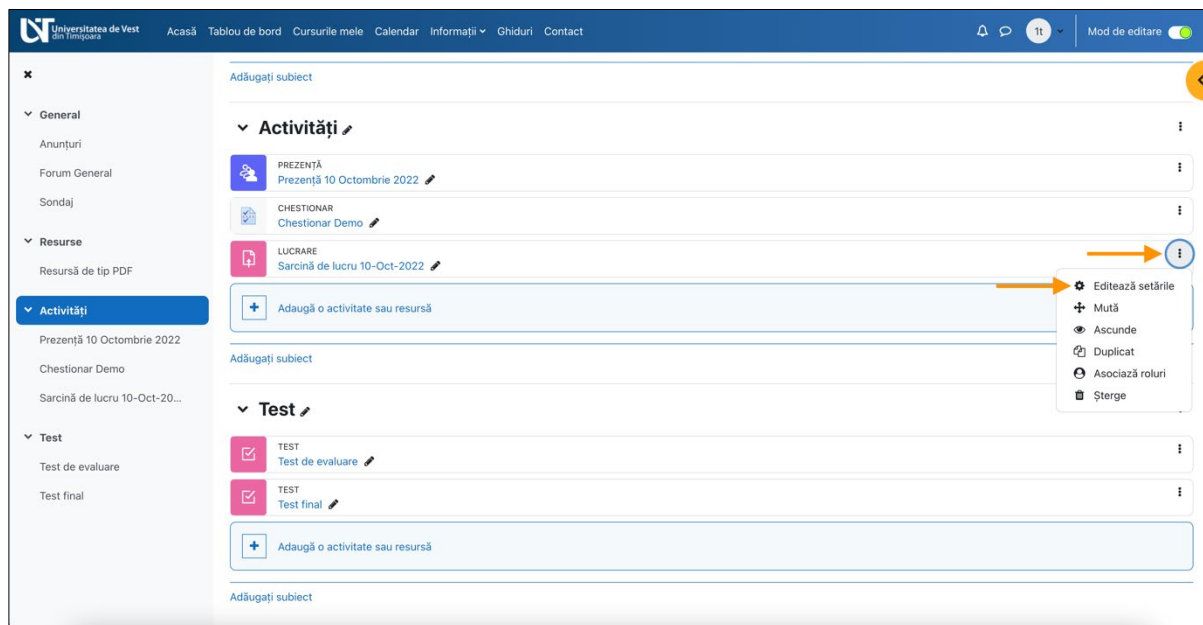 Universitatea de Vest
din Timișoara
Acasă Tablou de bord Cursurile mele Calendar Informații Ghiduri Contact
1t
Mod de editare
General
Anunțuri
Forum General
Sondaj
Resurse
Resursă de tip PDF
Activități
Prezență 10 Octombrie 2022
Chestionar Demo
Sarcină de lucru 10-Oct-20...
Test
Test de evaluare
Test final
Adăugați subiect
Activități
PREZENȚĂ
Prezență 10 Octombrie 2022
CHESTIONAR
Chestionar Demo
LUCRARE
Sarcină de lucru 10-Oct-2022
Editează setările
Mută
Ascunde
Duplicat
Asociază roluri
Șterge
Adaugă o activitate sau resursă
Adăugați subiect
Test
TEST
Test de evaluare
TEST
Test final
Adaugă o activitate sau resursă
Adăugați subiect